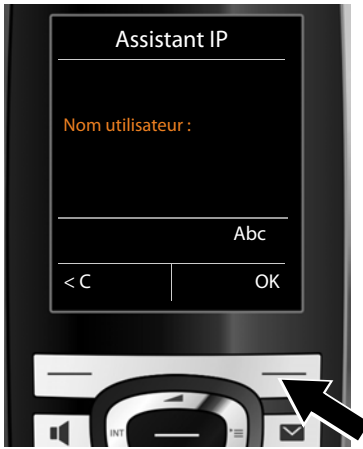 Assistant IP
Nom utilisateur :
Abc
< C OK
INT